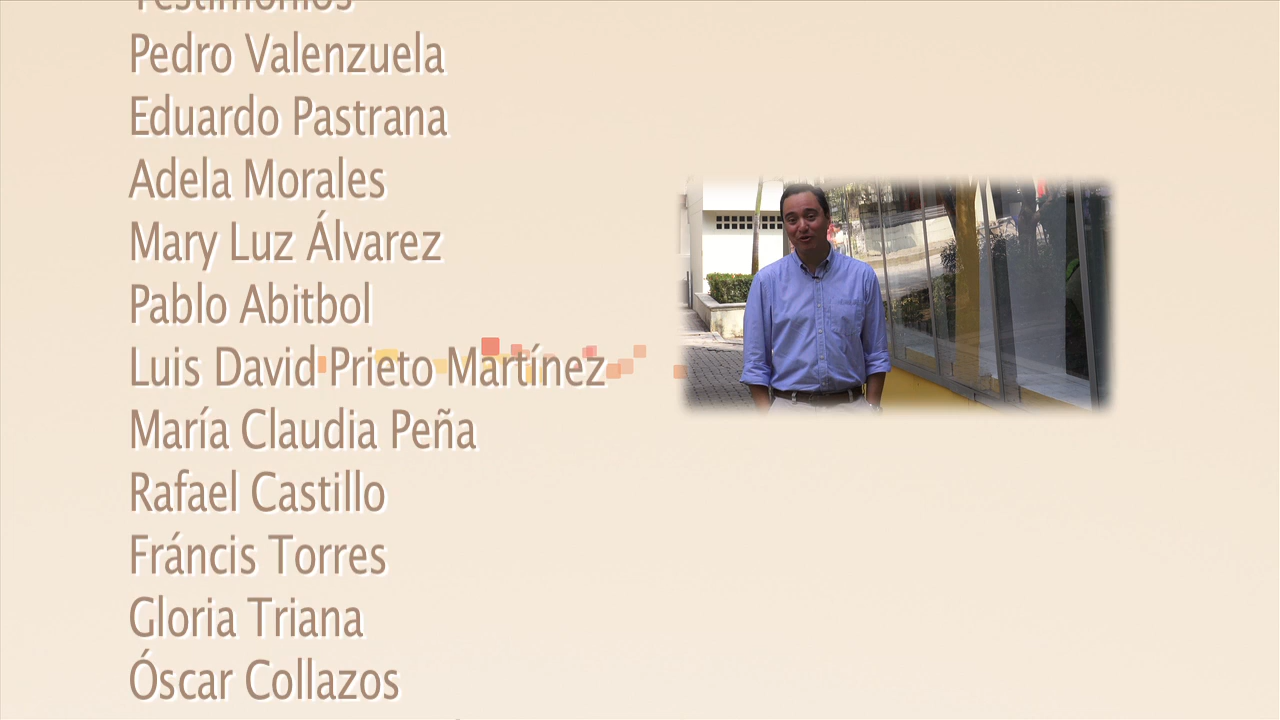 Testimonios
Pedro Valenzuela
Eduardo Pastrana
Adela Morales
Mary Luz Álvarez
Pablo Abitbol
Luis David Prieto Martínez
María Claudia Peña
Rafael Castillo
Fráncis Torres
Gloria Triana
Óscar Collazos